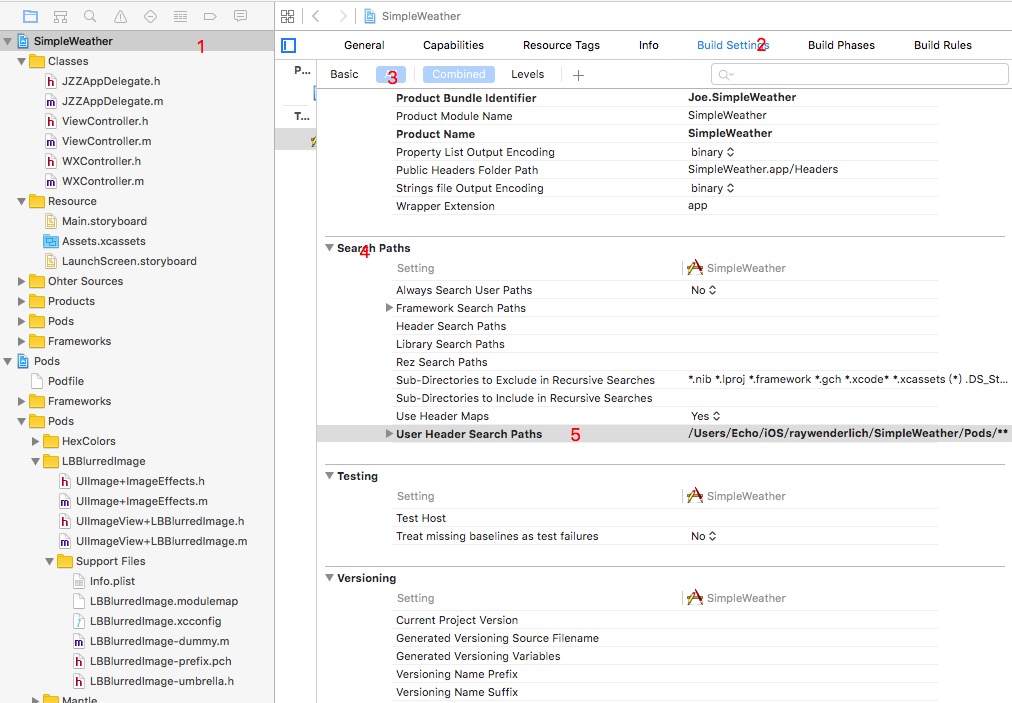 SimpleWeather
SimpleWeather 1
Classes
JZZAppDelegate.h
JZZAppDelegate.m
ViewController.h
ViewController.m
WXController.h
WXController.m
Resource
Main.storyboard
Assets.xcassets
LaunchScreen.storyboard
Ohter Sources
Products
Pods
Frameworks
Pods
Podfile
Frameworks
Pods
HexColors
LBBlurredImage
UIImage+ImageEffects.h
UIImage+ImageEffects.m
UIImageView+LBBlurredImage.h
UIImageView+LBBlurredImage.m
Support Files
Info.plist
LBBlurredImage.modulemap
LBBlurredImage.xcconfig
LBBlurredImage-dummy.m
LBBlurredImage-prefix.pch
LBBlurredImage-umbrella.h
Mantle
General Capabilities Resource Tags Info Build Settings 2 Build Phases Build Rules
P...
T...
Basic 3 Combined Levels +
Product Bundle Identifier Joe.SimpleWeather
Product Module Name SimpleWeather
Product Name SimpleWeather
Property List Output Encoding binary
Public Headers Folder Path SimpleWeather.app/Headers
Strings file Output Encoding binary
Wrapper Extension app
Search Paths 4
Setting SimpleWeather
Always Search User Paths No
Framework Search Paths
Header Search Paths
Library Search Paths
Rez Search Paths
Sub-Directories to Exclude in Recursive Searches *.nib *.lproj *.framework *.gch *.xcode* *.xcassets (*) .DS_St...
Sub-Directories to Include in Recursive Searches
Use Header Maps Yes
User Header Search Paths 5 /Users/Echo/iOS/raywenderlich/SimpleWeather/Pods/**
Testing
Setting SimpleWeather
Test Host
Treat missing baselines as test failures No
Versioning
Setting SimpleWeather
Current Project Version
Generated Versioning Source Filename
Generated Versioning Variables
Versioning Name Prefix
Versioning Name Suffix